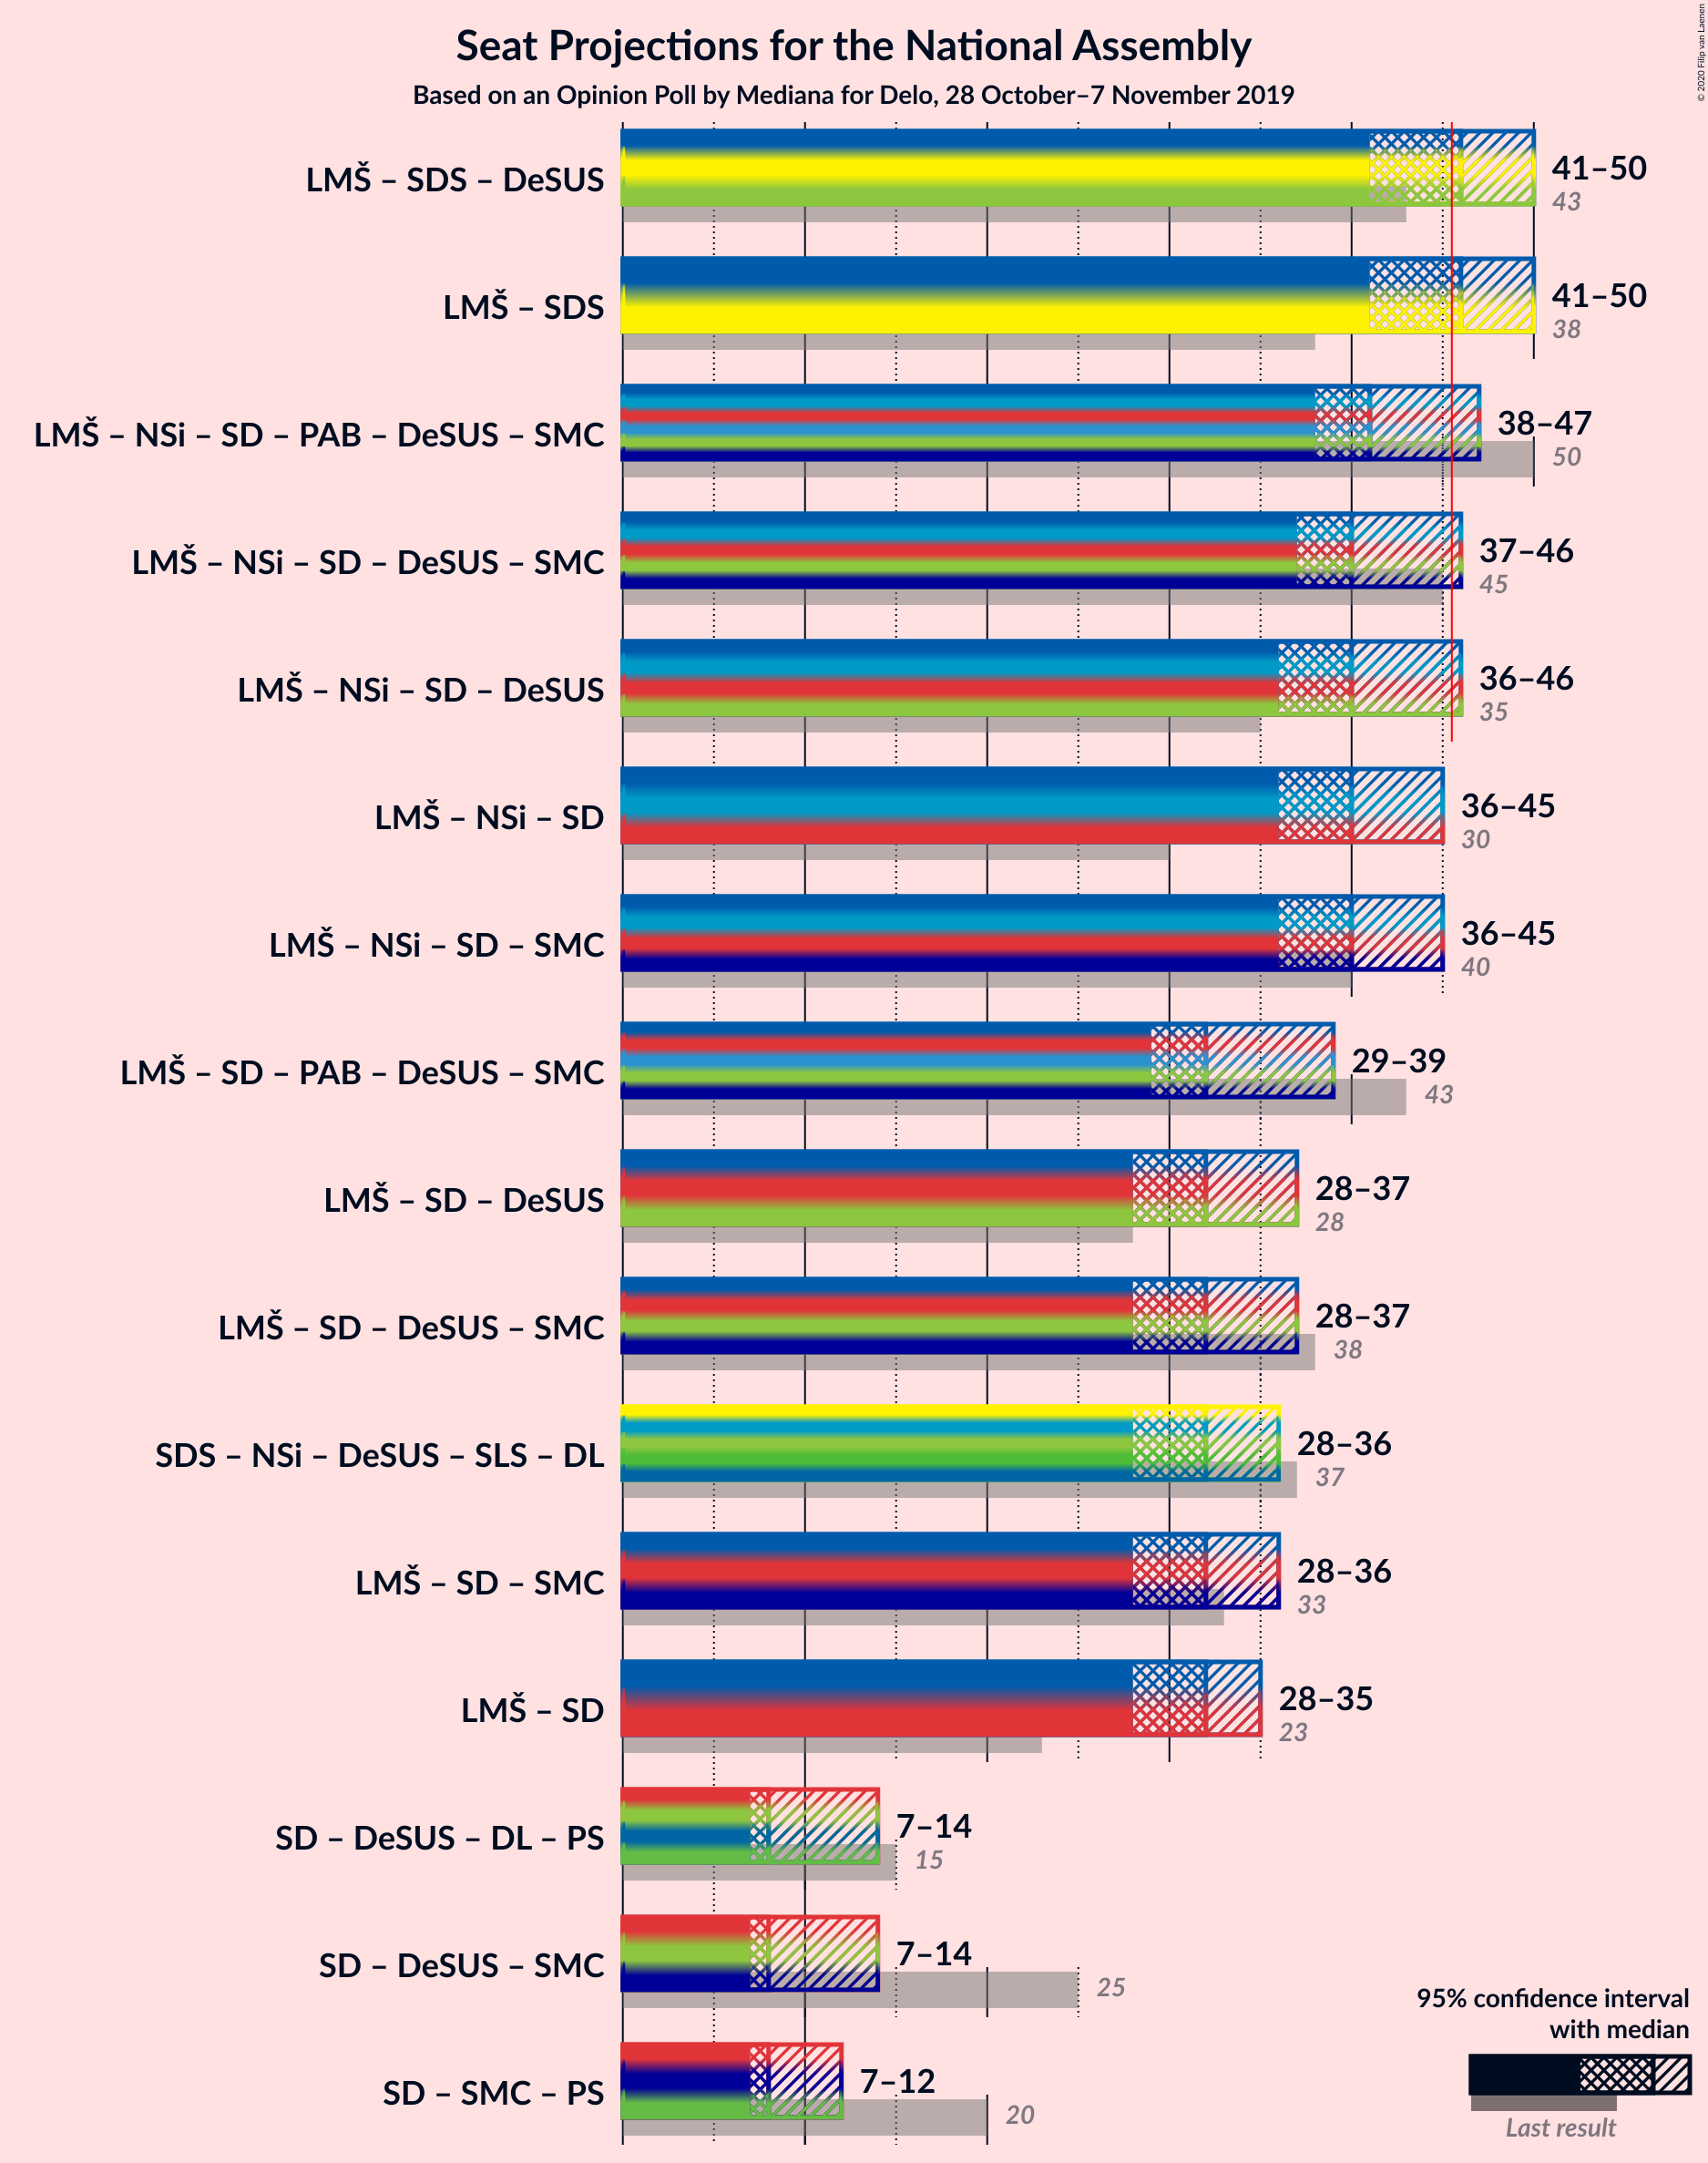 Seat Projections for the National Assembly
Based on an Opinion Poll by Mediana for Delo, 28 October–7 November 2019
© 2020 Filip van Laenen
LMŠ – SDS – DeSUS
41–50
43
LMŠ – SDS
41–50
38
LMŠ – NSi – SD – PAB – DeSUS – SMC
38–47
50
LMŠ – NSi – SD – DeSUS – SMC
37–46
45
LMŠ – NSi – SD – DeSUS
36–46
35
LMŠ – NSi – SD
36–45
30
LMŠ – NSi – SD – SMC
36–45
40
LMŠ – SD – PAB – DeSUS – SMC
29–39
43
LMŠ – SD – DeSUS
28–37
28
LMŠ – SD – DeSUS – SMC
28–37
38
SDS – NSi – DeSUS – SLS – DL
28–36
37
LMŠ – SD – SMC
28–36
33
LMŠ – SD
28–35
23
SD – DeSUS – DL – PS
7–14
15
SD – DeSUS – SMC
7–14
25
SD – SMC – PS
7–12
20
95% confidence interval
with median
Last result